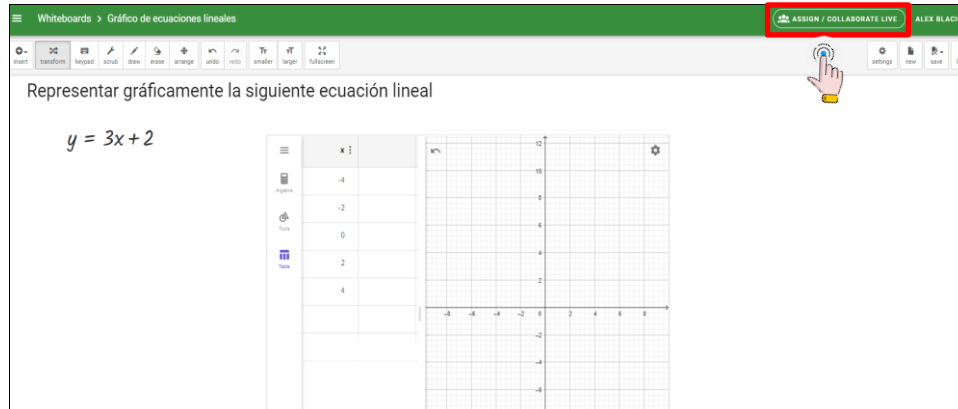 Whiteboards > Gráfico de ecuaciones lineales
ASSIGN / COLLABORATE LIVE
ALEX BLACI
insert transform keypad scrub draw erase arrange undo redo smaller larger fullscreen settings new save
Representar gráficamente la siguiente ecuación lineal
y = 3x + 2
x
-4
Algebra
-2
Tools
0
Table
2
4
12
10
8
6
4
2
-8 -6 -4 -2 0 2 4 6 8
-2
-4
-6